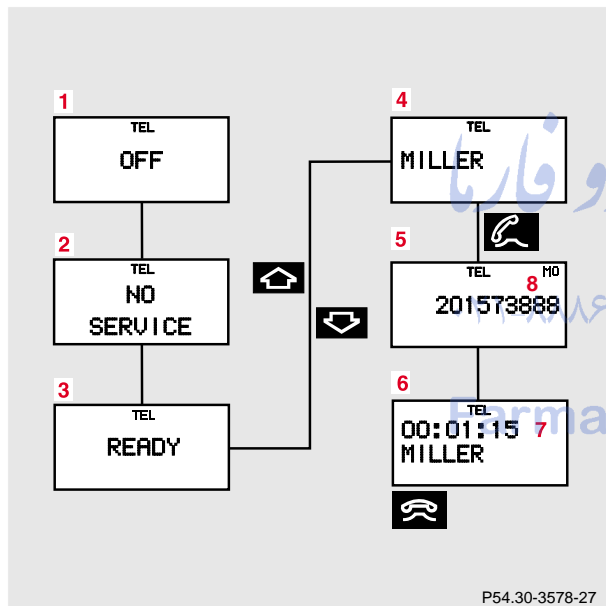 1
TEL
OFF
2
TEL
NO
SERVICE
3
TEL
READY
4
TEL
MILLER
5
TEL
MO
8
201573888
6
TEL
00:01:15
7
MILLER
و فارما
Farma
P54.30-3578-27